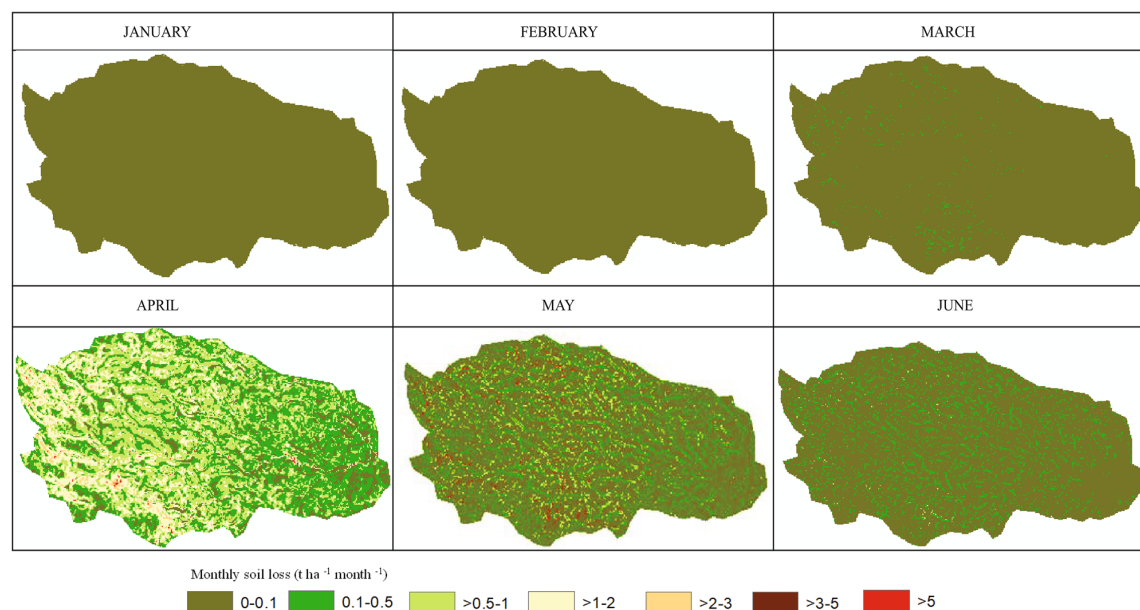 JANUARY FEBRUARY MARCH
APRIL MAY JUNE
Monthly soil loss (t ha -1 month -1)
0-0.1 0.1-0.5 >0.5-1 >1-2 >2-3 >3-5 >5